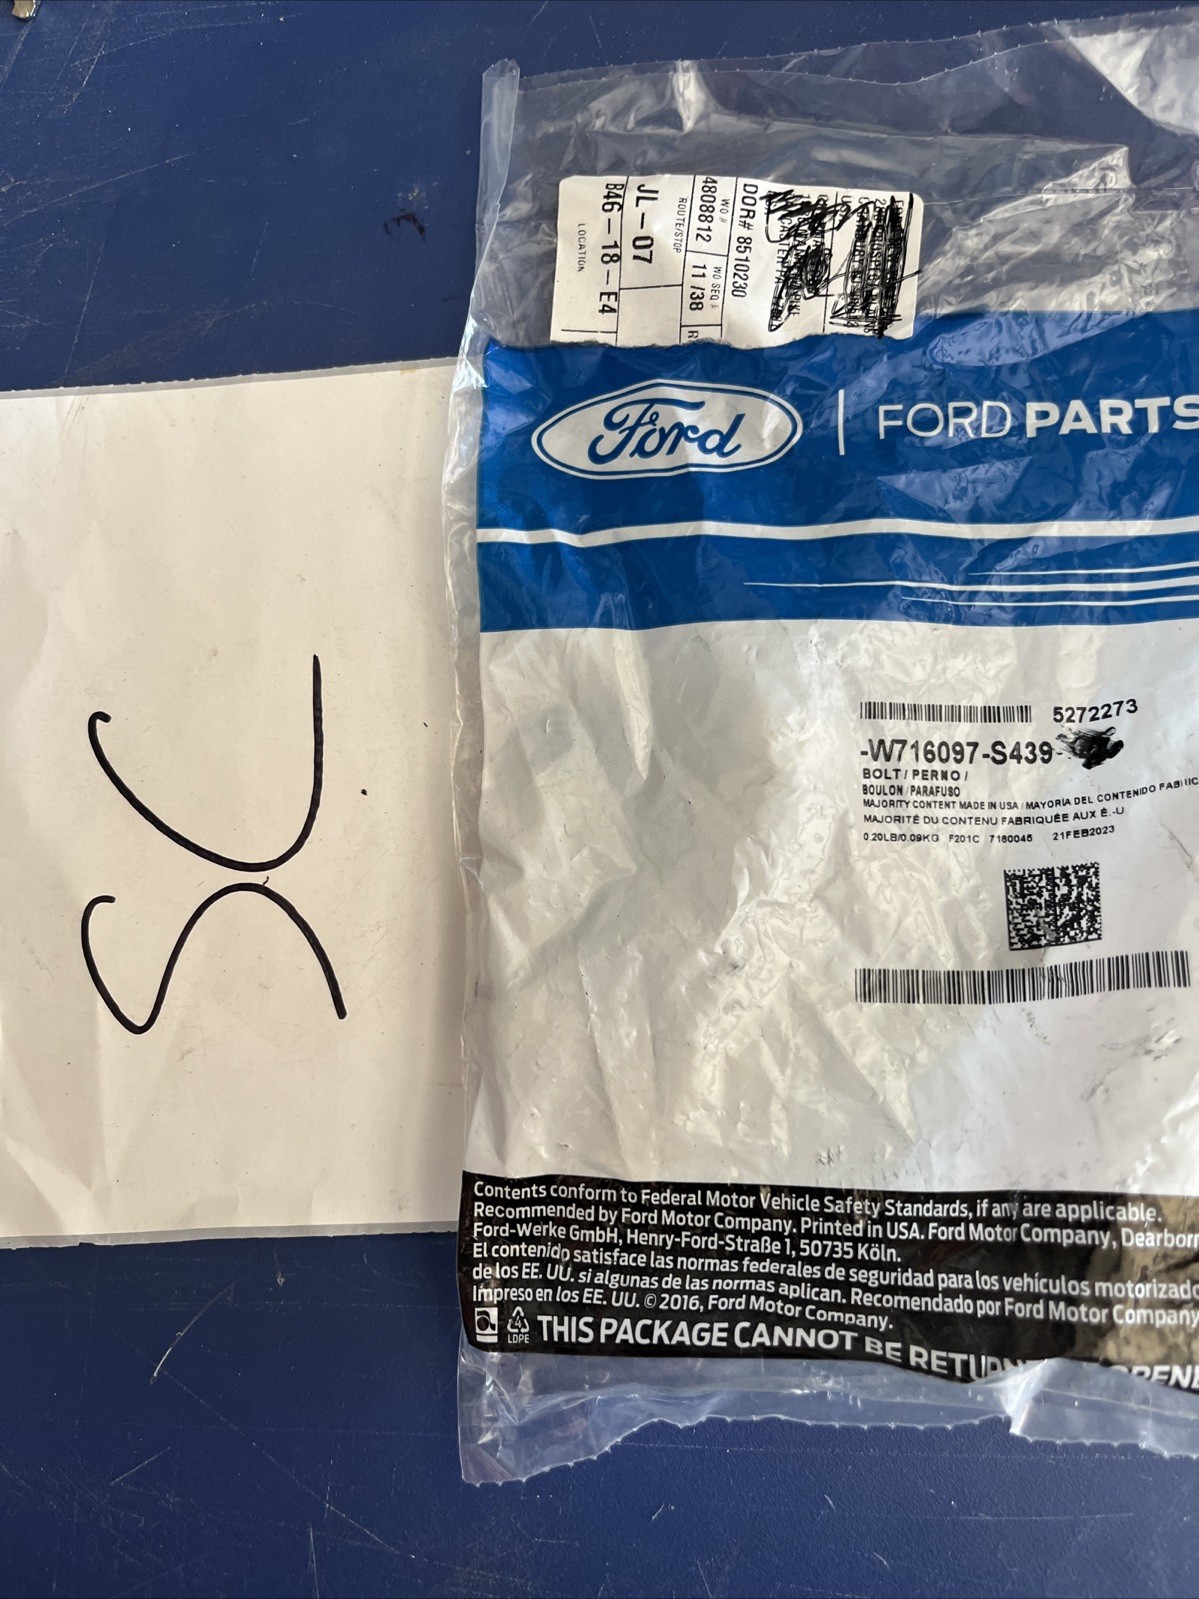 DOR# 8510230
WO # WO SEQ #
4808812 11 /38
ROUTE/STOP
JL-07
B46-18-E4
LOCATION
Ford
FORD PARTS
5272273
-W716097-S439-
BOLT / PERNO /
BOULON / PARAFUSO
MAJORITY CONTENT MADE IN USA / MAYORIA DEL CONTENIDO
MAJORITÉ DU CONTENU FABRIQUÉE AUX É.-U
0.20LB/0.09KG F201C 7180046 21FEB2023
SC
Contents conform to Federal Motor Vehicle Safety Standards, if any are applicable.
Recommended by Ford Motor Company. Printed in USA. Ford Motor Company, Dearborn
Ford-Werke GmbH, Henry-Ford-Straße 1, 50735 Köln.
El contenido satisface las normas federales de seguridad para los vehículos
de los EE. UU. si algunas de las normas aplican. Recomendado por Ford Motor Company
Impreso en los EE. UU. © 2016, Ford Motor Company.
4
LDPE
THIS PACKAGE CANNOT BE